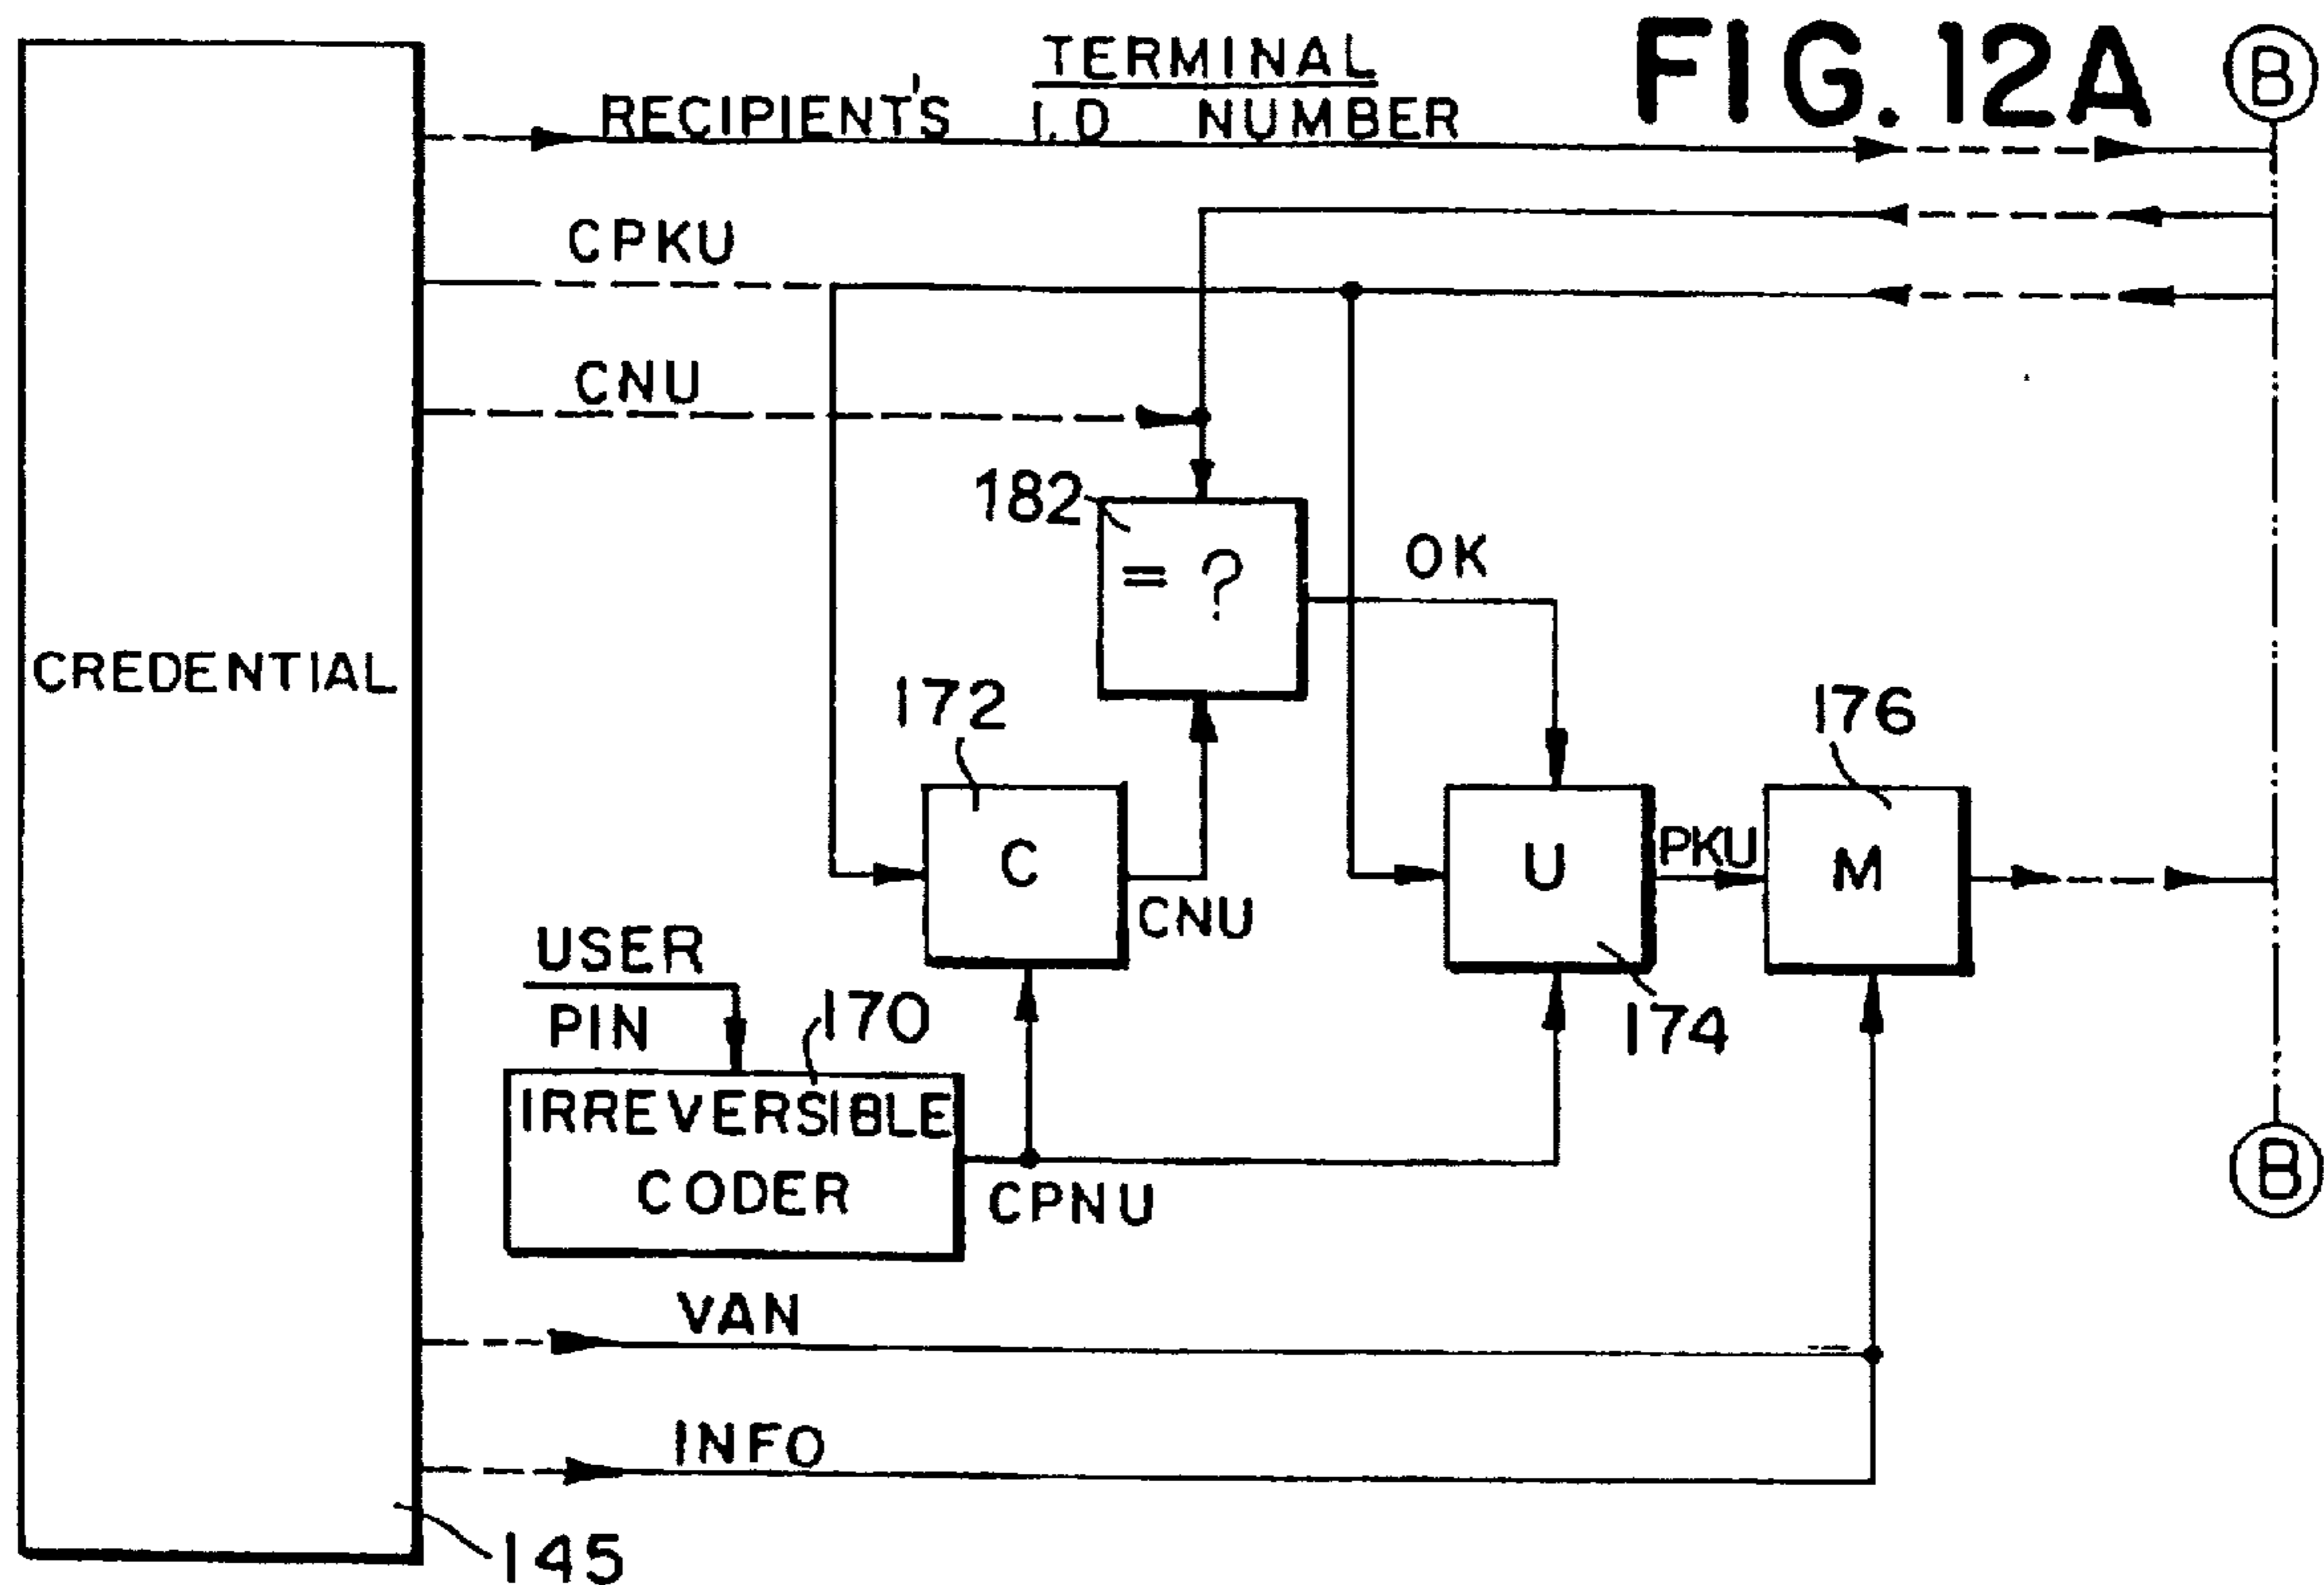 FIG. 12A
B
TERMINAL
RECIPIENT'S I.D NUMBER
CPKU
CNU
182
= ?
OK
CREDENTIAL
172
176
C
U
PKU
M
CNU
USER
PIN
170
174
IRREVERSIBLE
CODER
CPNU
B
VAN
INFO
145